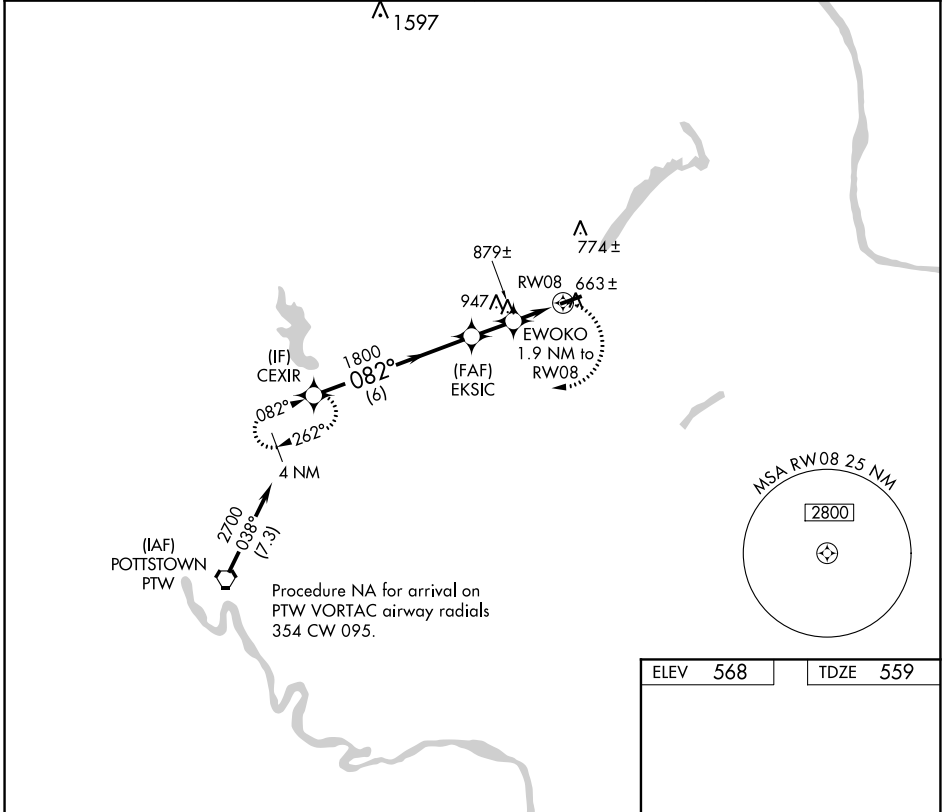 1597
774±
879±
RW08
663±
947
EWOKO
1.9 NM to
RW08
(FAF)
EKSIC
(IF)
CEXIR
1800
082°
(6)
082°
262°
4 NM
2700
038°
(7.3)
(IAF)
POTTSTOWN
PTW
Procedure NA for arrival on
PTW VORTAC airway radials
354 CW 095.
MSA RW08 25 NM
2800
ELEV 568
TDZE 559